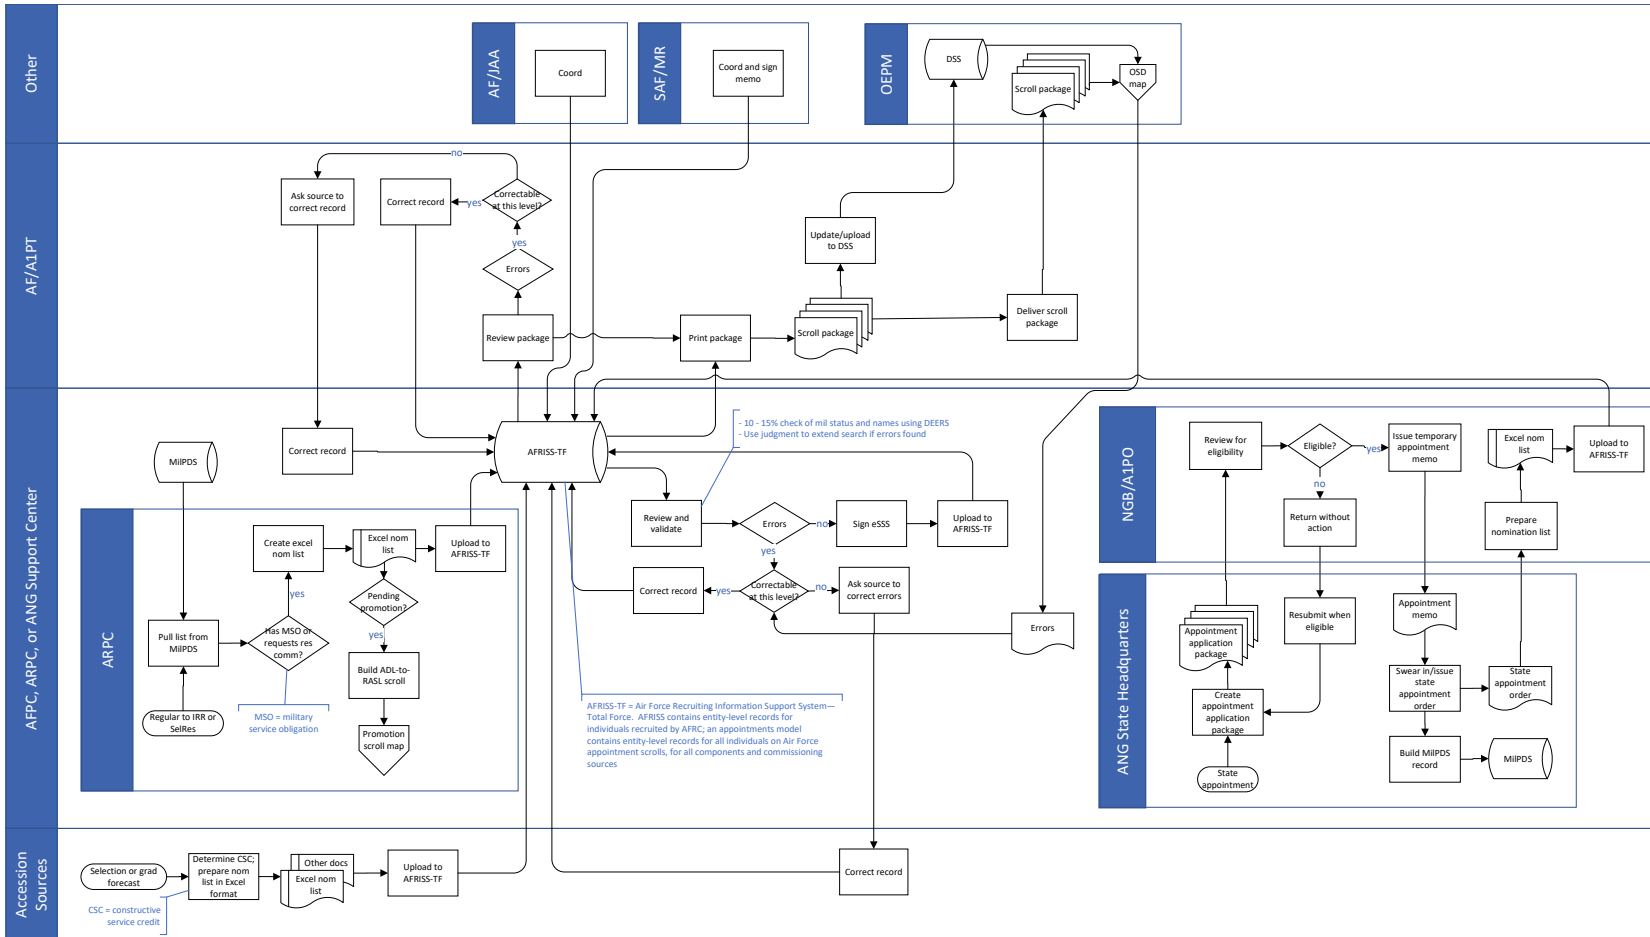 Other
AF/JAA
Coord
SAF/MR
Coord and sign
memo
OEPM
DSS
Scroll package
OSD
map
AF/A1PT
no
Ask source to
correct record
Correct record
yes
Correctable
at this level?
yes
Errors
Review package
Print package
Update/upload
to DSS
Scroll package
Deliver scroll
package
AFPC, ARPC, or ANG Support Center
MilPDS
Correct record
AFRISS-TF
- 10 - 15% check of mil status and names using DEERS
- Use judgment to extend search if errors found
Review and
validate
Errors
no
Sign eSSS
Upload to
AFRISS-TF
yes
Correct record
yes
Correctable
at this level?
no
Ask source to
correct errors
Errors
AFRISS-TF = Air Force Recruiting Information Support System—
Total Force.  AFRISS contains entity-level records for
individuals recruited by AFRC; an appointments model
contains entity-level records for all individuals on Air Force
appointment scrolls, for all components and commissioning
sources
ARPC
Create excel
nom list
Excel nom
list
Upload to
AFRISS-TF
yes
Pending
promotion?
Pull list from
MilPDS
Has MSO or
requests res
comm?
yes
Build ADL-to-
RASL scroll
Regular to IRR or
SelRes
MSO = military
service obligation
Promotion
scroll map
NGB/A1PO
Review for
eligibility
Eligible?
yes
Issue temporary
appointment
memo
Excel nom
list
Upload to
AFRISS-TF
no
Return without
action
Prepare
nomination list
ANG State Headquarters
Appointment
application
package
Resubmit when
eligible
Appointment
memo
Create
appointment
application
package
Swear in/issue
state
appointment
order
State
appointment
order
State
appointment
Build MilPDS
record
MilPDS
Accession
Sources
Selection or grad
forecast
Determine CSC;
prepare nom
list in Excel
format
Other docs
Excel nom
list
Upload to
AFRISS-TF
Correct record
CSC = constructive
service credit